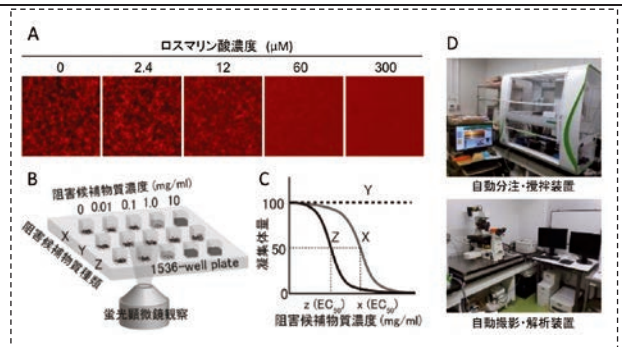 A
ロスマリン酸濃度 (μM)
0 2.4 12 60 300
B
阻害候補物質濃度 (mg/ml)
0 0.01 0.1 1.0 10
阻害候補物質種類
X
Y
Z
1536-well plate
蛍光顕微鏡観察
C
凝集体量
100
50
0
Y
Z
X
z (EC50)
x (EC50)
阻害候補物質濃度 (mg/ml)
D
自動分注・攪拌装置
自動撮影・解析装置